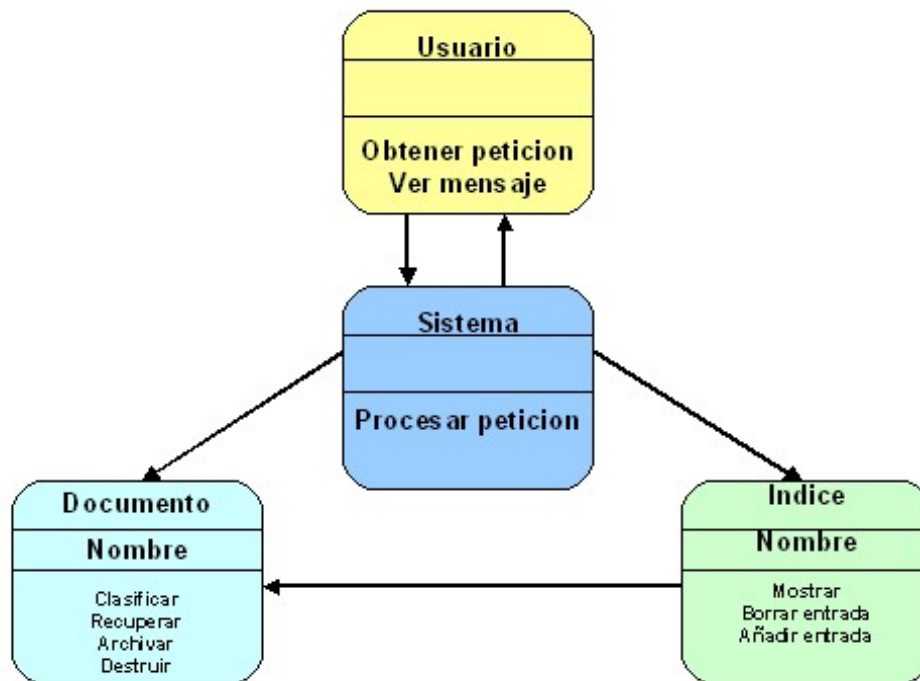 Usuario
Obtener peticion
Ver mensaje
Sistema
Procesar peticion
Documento
Nombre
Clasificar
Recuperar
Archivar
Destruir
Indice
Nombre
Mostrar
Borrar entrada
Añadir entrada